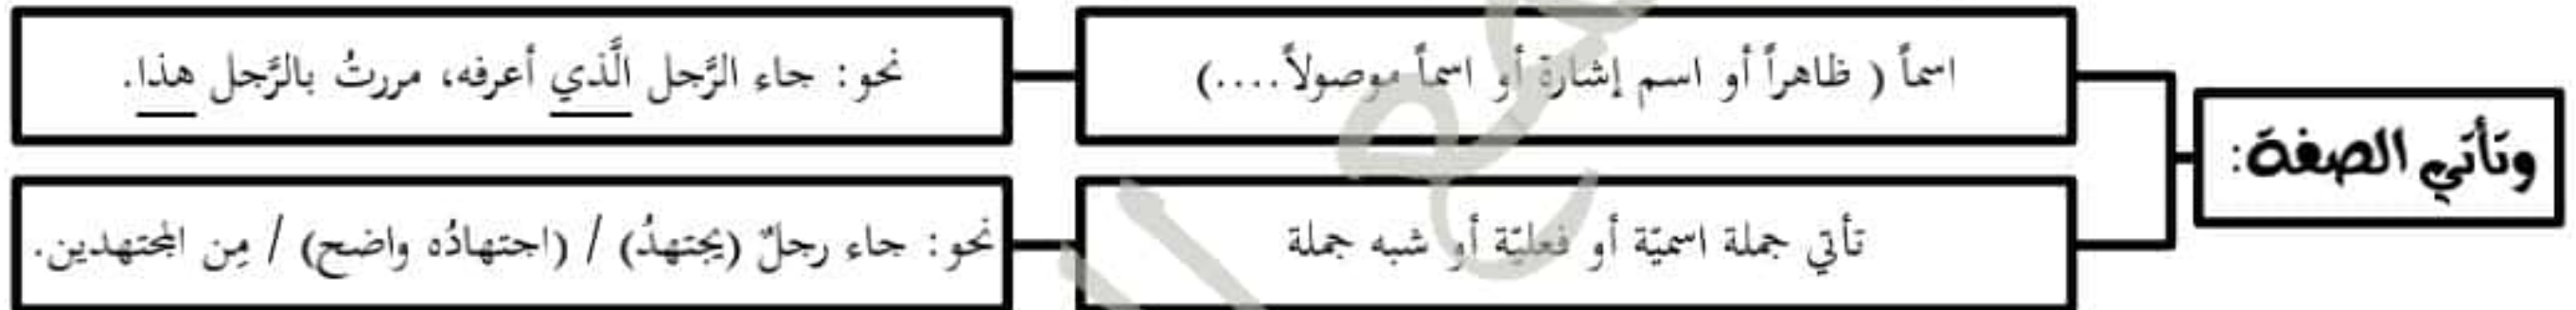 وتأتي الصفة:
اسماً ( ظاهراً أو اسم إشارة أو اسماً موصولاً....)
نحو: جاء الرَّجل الَّذي أعرفه، مررتُ بالرَّجل هذا.
تأتي جملة اسميّة أو فعليّة أو شبه جملة
نحو: جاء رجلٌ (يجتهدُ) / (اجتهادُه واضح) / مِن المجتهدين.